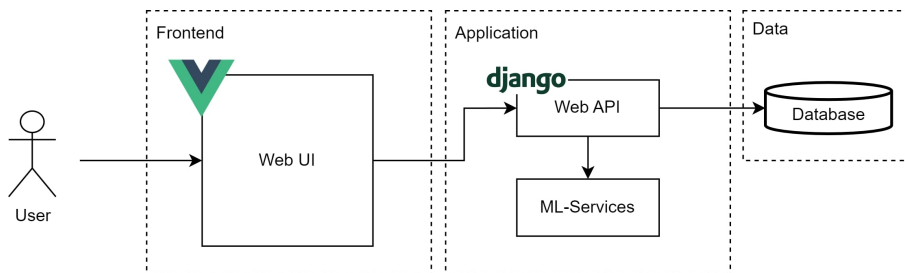 Frontend
Application
Data
django
Web API
Database
Web UI
ML-Services
User